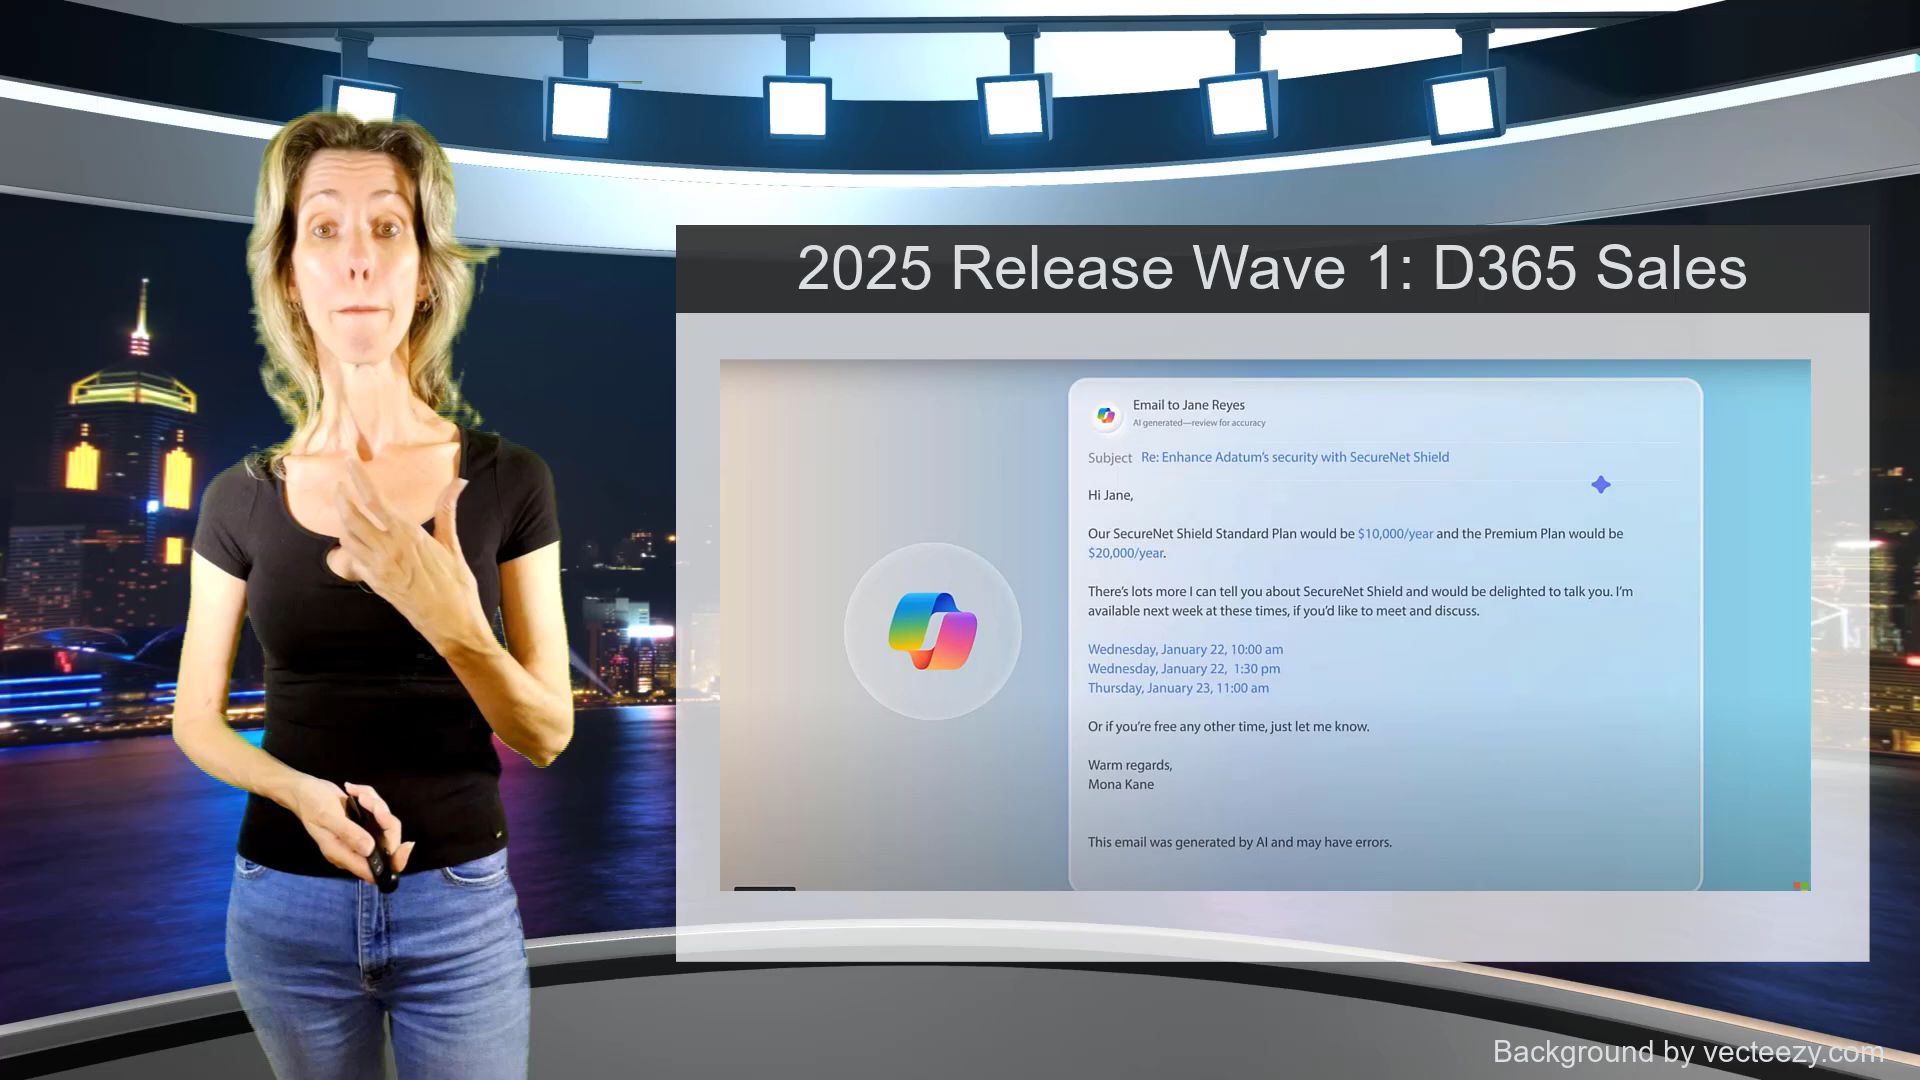 2025 Release Wave 1: D365 Sales
Email to Jane Reyes
AI generated—review for accuracy
Subject Re: Enhance Adatum's security with SecureNet Shield
Hi Jane,
Our SecureNet Shield Standard Plan would be $10,000/year and the Premium Plan would be
$20,000/year.
There's lots more I can tell you about SecureNet Shield and would be delighted to talk you. I'm
available next week at these times, if you'd like to meet and discuss.
Wednesday, January 22, 10:00 am
Wednesday, January 22, 1:30 pm
Thursday, January 23, 11:00 am
Or if you're free any other time, just let me know.
Warm regards,
Mona Kane
This email was generated by AI and may have errors.
Background by vecteezy.com